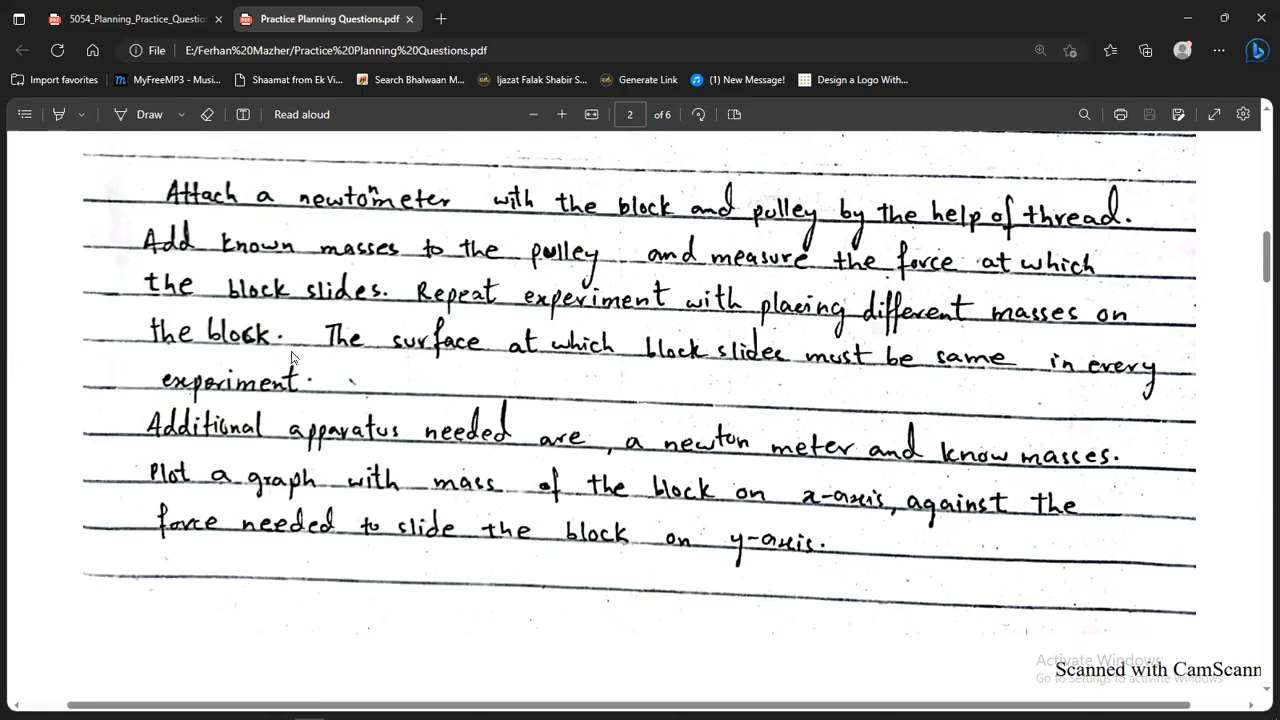 5054_Planning_Practice_Questio
Practice Planning Questions.pdf
File
E:/Ferhan%20Mazher/Practice%20Planning%20Questions.pdf
Import favorites
MyFreeMP3 - Musi...
Shaamat from Ek Vi...
Search Bhalwaan M...
Ijazat Falak Shabir S...
Generate Link
(1) New Message!
Design a Logo With...
Draw
Read aloud
2 of 6
Attach a newtonmeter with the block and pulley by the help of thread.
Add known masses to the pulley and measure the force at which
the block slides. Repeat experiment with placing different masses on
the block. The surface at which block slides must be same in every
experiment.
Additional apparatus needed are, a newton meter and know masses.
Plot a graph with mass of the block on x-axis, against the
force needed to slide the block on y-axis.
Activate Windows
Go to Settings to activate Windows.
Scanned with CamScann